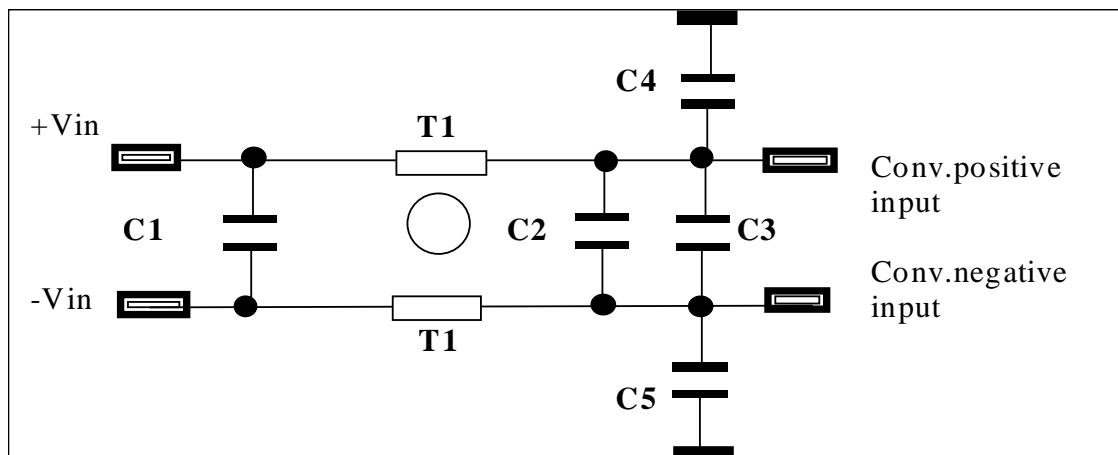 C4
+Vin
T1
Conv.positive
input
C1
C2
C3
-Vin
Conv.negative
input
T1
C5